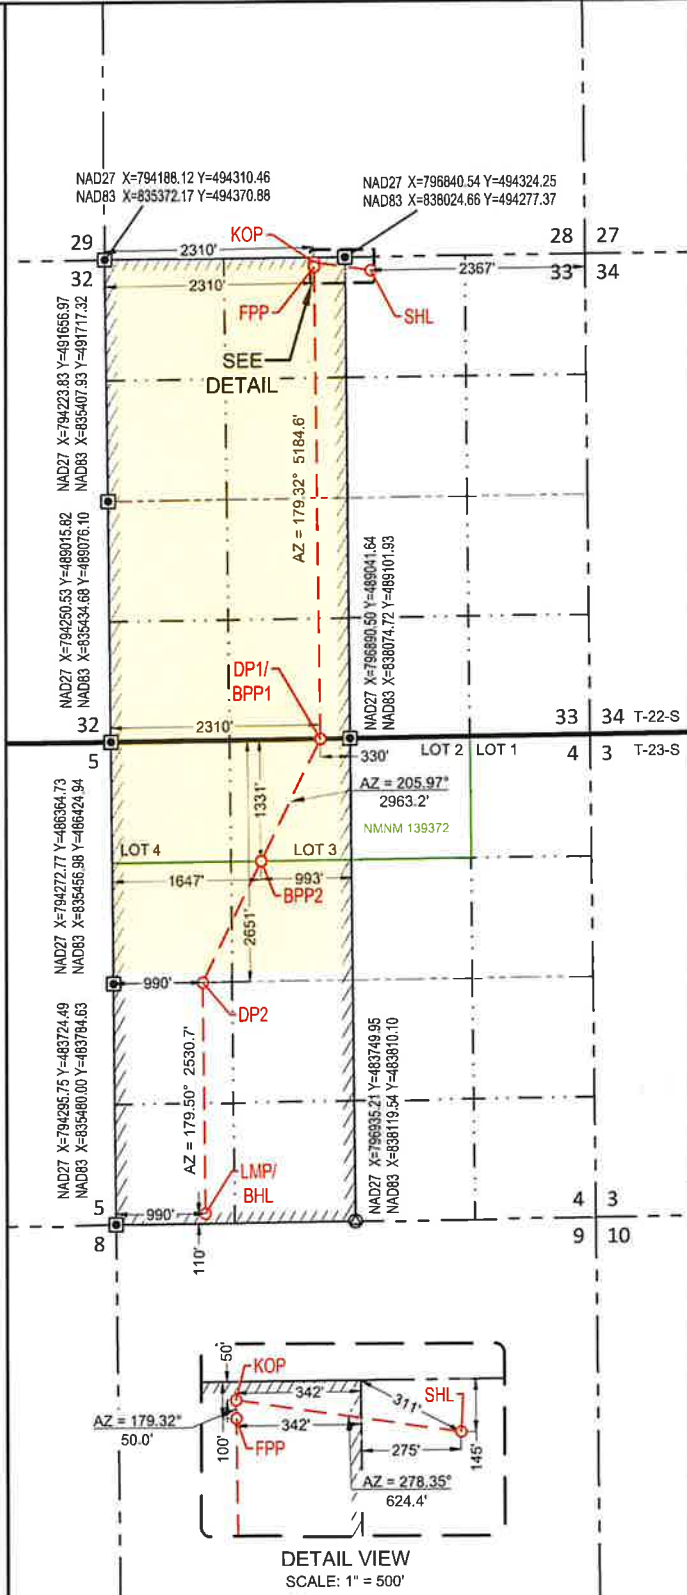 NAD27 X=794188.12 Y=494310.46
NAD83 X=835372.17 Y=494370.88
NAD27 X=796840.54 Y=494324.25
NAD83 X=838024.66 Y=494277.37
29
2310'
KOP
28 27
32
2310'
2367'
33 34
FPP
SHL
SEE
DETAIL
NAD27 X=794223.83 Y=491656.97
NAD83 X=835407.93 Y=491717.32
AZ = 179.32° 5184.6'
NAD27 X=794250.53 Y=489015.82
NAD83 X=835434.68 Y=489076.10
NAD27 X=796890.50 Y=489041.64
NAD83 X=838074.72 Y=489101.93
DP1/
BPP1
32
2310'
33 34 T-22-S
5
330'
LOT 2 LOT 1
4 3 T-23-S
1331'
AZ = 205.97°
2963.2'
NMNM 139372
LOT 4
LOT 3
NAD27 X=794272.77 Y=486364.73
NAD83 X=835456.98 Y=486424.94
1647'
993'
BPP2
2651'
990'
DP2
NAD27 X=794295.75 Y=483724.49
NAD83 X=835480.00 Y=483784.63
AZ = 179.50° 2530.7'
NAD27 X=796935.21 Y=483749.95
NAD83 X=838119.54 Y=483810.10
LMP/
BHL
5
990'
4 3
8
9 10
110'
50'
KOP
342'
SHL
311'
AZ = 179.32°
50.0'
100'
342'
FPP
275'
145'
AZ = 278.35°
624.4'
DETAIL VIEW
SCALE: 1" = 500'